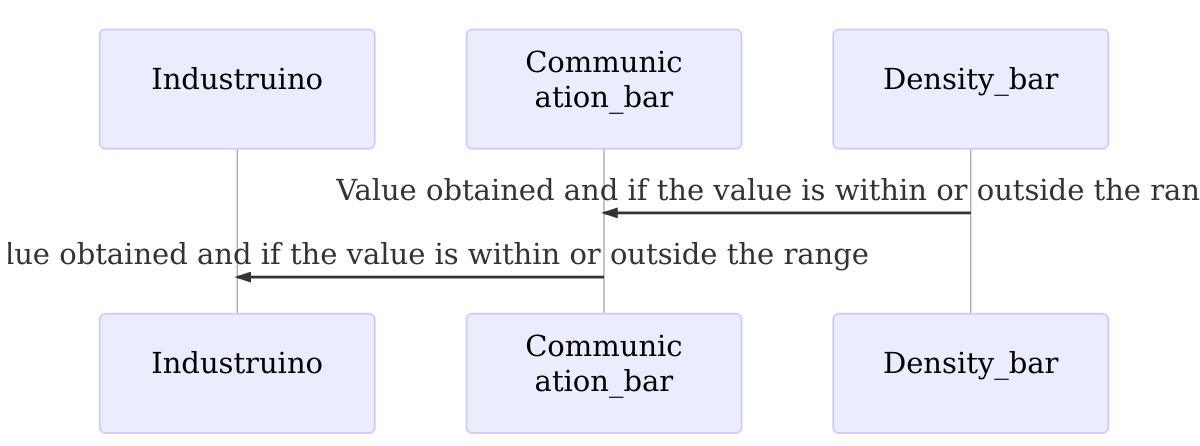 Industruino
Communic
ation_bar
Density_bar
Value obtained and if the value is within or outside the ran
lue obtained and if the value is within or outside the range
Industruino
Communic
ation_bar
Density_bar